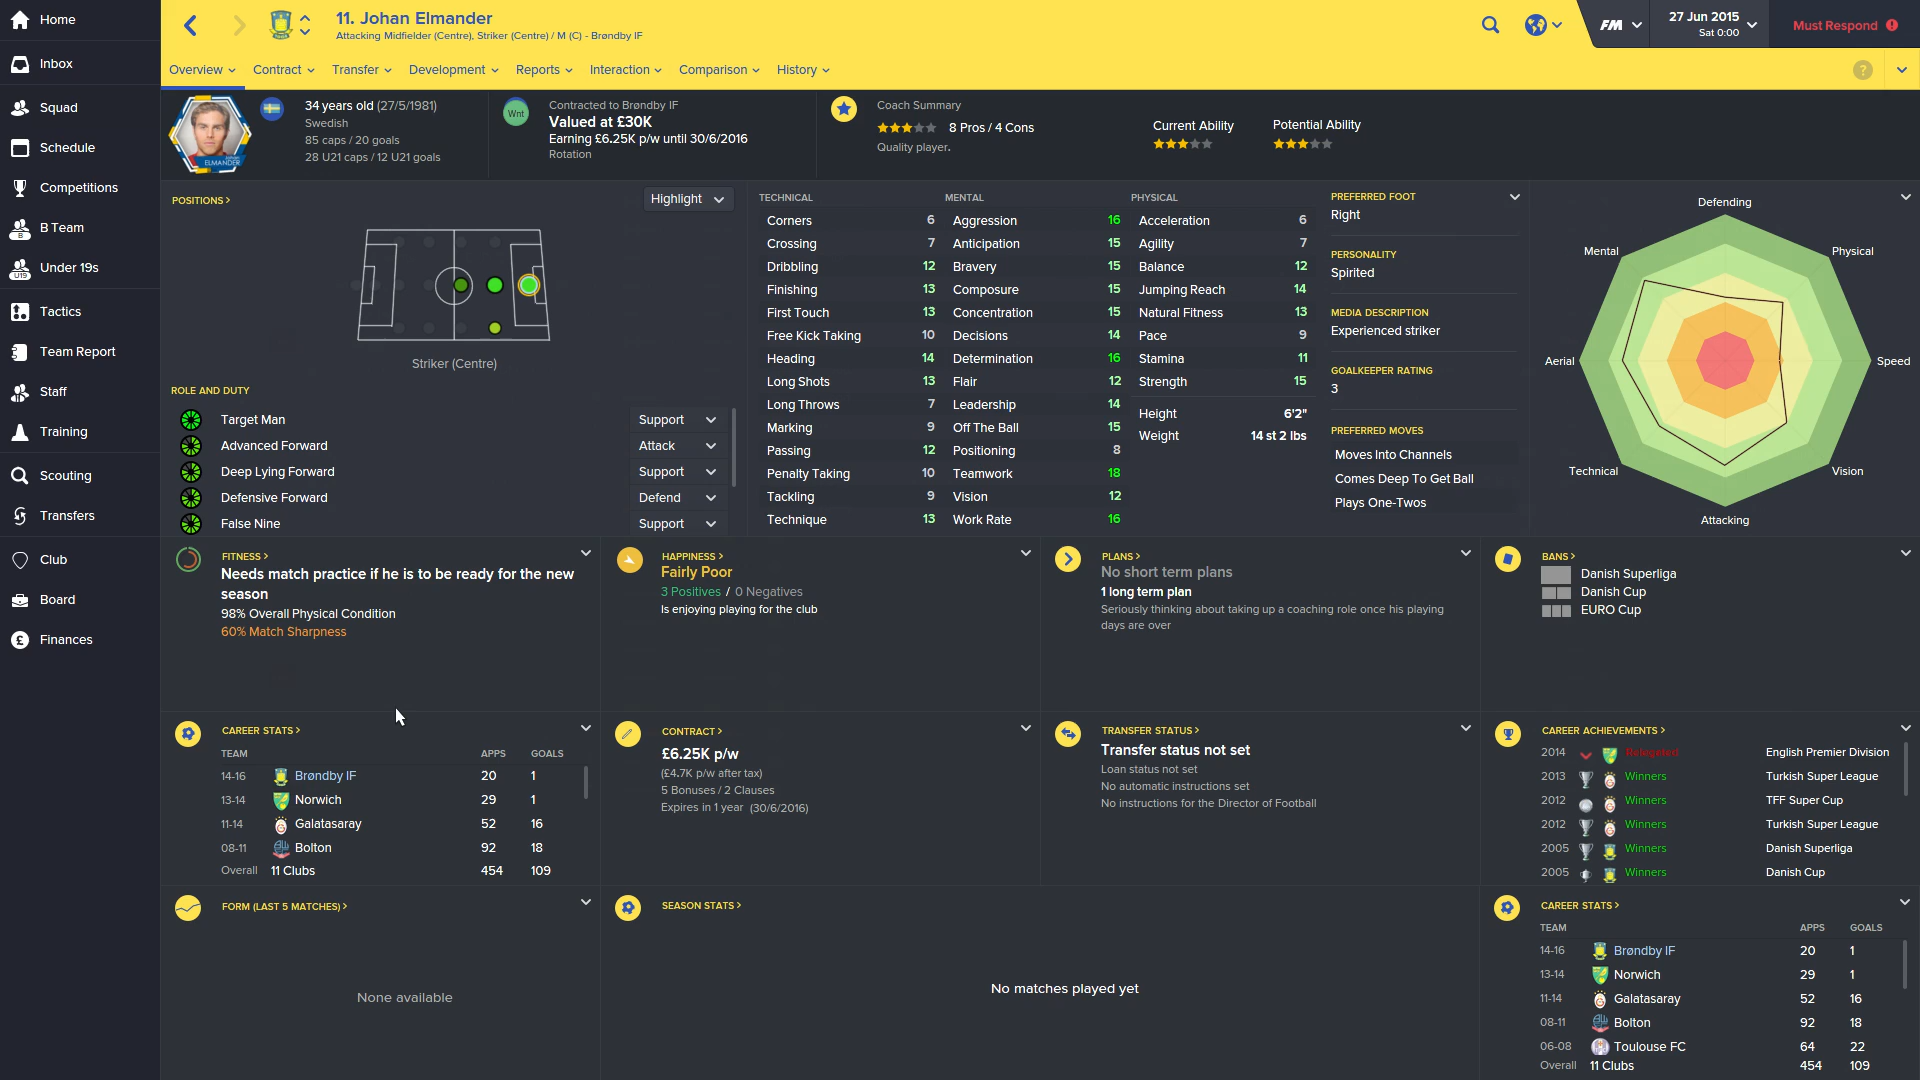 Home
Inbox
Squad
Schedule
Competitions
B Team
Under 19s
Tactics
Team Report
Staff
Training
Scouting
Transfers
Club
Board
Finances
11. Johan Elmander
Attacking Midfielder (Centre), Striker (Centre) / M (C) - Brøndby IF
FM
27 Jun 2015
Sat 0:00
Must Respond
Overview Contract Transfer Development Reports Interaction Comparison History
ELMANDER
34 years old (27/5/1981)
Swedish
85 caps / 20 goals
28 U21 caps / 12 U21 goals
Wnt
Contracted to Brøndby IF
Valued at £30K
Earning £6.25K p/w until 30/6/2016
Rotation
Coach Summary
8 Pros / 4 Cons
Quality player.
Current Ability
Potential Ability
POSITIONS >
Highlight
Striker (Centre)
ROLE AND DUTY
Target Man Support
Advanced Forward Attack
Deep Lying Forward Support
Defensive Forward Defend
False Nine Support
TECHNICAL
Corners 6
Crossing 7
Dribbling 12
Finishing 13
First Touch 13
Free Kick Taking 10
Heading 14
Long Shots 13
Long Throws 7
Marking 9
Passing 12
Penalty Taking 10
Tackling 9
Technique 13
MENTAL
Aggression 16
Anticipation 15
Bravery 15
Composure 15
Concentration 15
Decisions 14
Determination 16
Flair 12
Leadership 14
Off The Ball 15
Positioning 8
Teamwork 18
Vision 12
Work Rate 16
PHYSICAL
Acceleration 6
Agility 7
Balance 12
Jumping Reach 14
Natural Fitness 13
Pace 9
Stamina 11
Strength 15
Height 6'2"
Weight 14 st 2 lbs
PREFERRED FOOT
Right
PERSONALITY
Spirited
MEDIA DESCRIPTION
Experienced striker
GOALKEEPER RATING
3
PREFERRED MOVES
Moves Into Channels
Comes Deep To Get Ball
Plays One-Twos
Defending
Physical
Speed
Vision
Attacking
Technical
Aerial
Mental
FITNESS >
Needs match practice if he is to be ready for the new
season
98% Overall Physical Condition
60% Match Sharpness
HAPPINESS >
Fairly Poor
3 Positives / 0 Negatives
Is enjoying playing for the club
PLANS >
No short term plans
1 long term plan
Seriously thinking about taking up a coaching role once his playing
days are over
BANS >
Danish Superliga
Danish Cup
EURO Cup
CAREER STATS >
TEAM APPS GOALS
14-16 Brøndby IF 20 1
13-14 Norwich 29 1
11-14 Galatasaray 52 16
08-11 Bolton 92 18
Overall 11 Clubs 454 109
CONTRACT >
£6.25K p/w
(£4.7K p/w after tax)
5 Bonuses / 2 Clauses
Expires in 1 year (30/6/2016)
TRANSFER STATUS >
Transfer status not set
Loan status not set
No automatic instructions set
No instructions for the Director of Football
CAREER ACHIEVEMENTS >
2014 Relegated English Premier Division
2013 Winners Turkish Super League
2012 Winners TFF Super Cup
2012 Winners Turkish Super League
2005 Winners Danish Superliga
2005 Winners Danish Cup
FORM (LAST 5 MATCHES) >
None available
SEASON STATS >
No matches played yet
CAREER STATS >
TEAM APPS GOALS
14-16 Brøndby IF 20 1
13-14 Norwich 29 1
11-14 Galatasaray 52 16
08-11 Bolton 92 18
06-08 Toulouse FC 64 22
Overall 11 Clubs 454 109